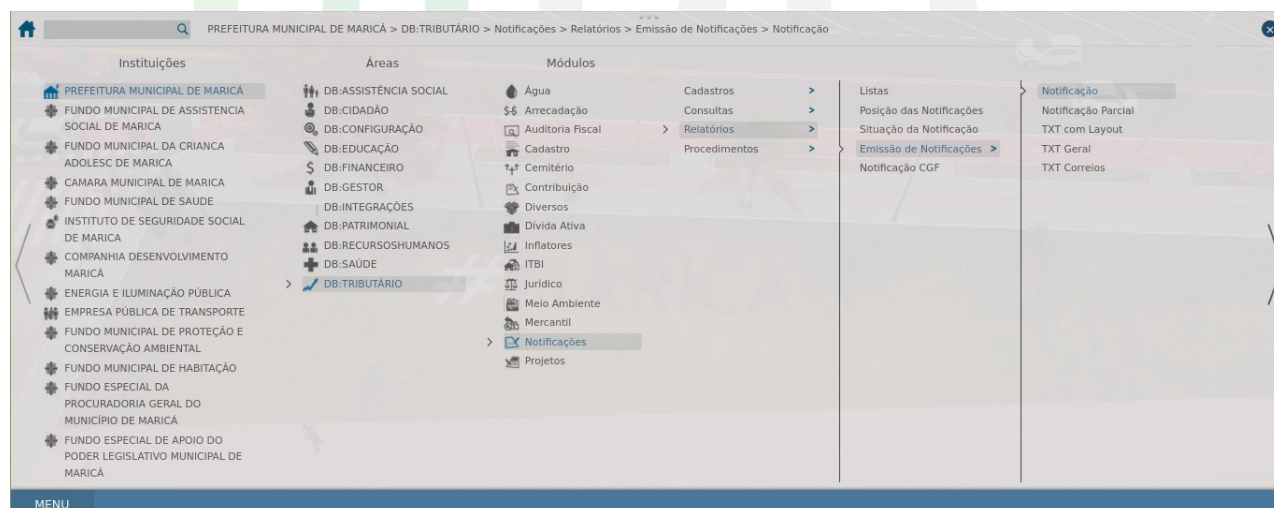 PREFEITURA MUNICIPAL DE MARICÁ > DB:TRIBUTÁRIO > Notificações > Relatórios > Emissão de Notificações > Notificação
Instituições
PREFEITURA MUNICIPAL DE MARICÁ
FUNDO MUNICIPAL DE ASSISTENCIA
SOCIAL DE MARICA
FUNDO MUNICIPAL DA CRIANCA
ADOLESC DE MARICA
CAMARA MUNICIPAL DE MARICA
FUNDO MUNICIPAL DE SAUDE
INSTITUTO DE SEGURIDADE SOCIAL
DE MARICA
COMPANHIA DESENVOLVIMENTO
MARICÁ
ENERGIA E ILUMINAÇÃO PÚBLICA
EMPRESA PÚBLICA DE TRANSPORTE
FUNDO MUNICIPAL DE PROTEÇÃO E
CONSERVAÇÃO AMBIENTAL
FUNDO MUNICIPAL DE HABITAÇÃO
FUNDO ESPECIAL DA
PROCURADORIA GERAL DO
MUNICÍPIO DE MARICÁ
FUNDO ESPECIAL DE APOIO DO
PODER LEGISLATIVO MUNICIPAL DE
MARICÁ
Áreas
DB:ASSISTÊNCIA SOCIAL
DB:CIDADÃO
DB:CONFIGURAÇÃO
DB:EDUCAÇÃO
DB:FINANCEIRO
DB:GESTOR
DB:INTEGRAÇÕES
DB:PATRIMONIAL
DB:RECURSOSHUMANOS
DB:SAÚDE
> DB:TRIBUTÁRIO
Módulos
Água
Arrecadação
Auditoria Fiscal
Cadastro
Cemitério
Contribuição
Diversos
Dívida Ativa
Inflatores
ITBI
Jurídico
Meio Ambiente
Mercantil
> Notificações
Projetos
Cadastros >
Consultas >
> Relatórios >
Procedimentos >
Listas
Posição das Notificações
Situação da Notificação
> Emissão de Notificações >
Notificação CGF
> Notificação
Notificação Parcial
TXT com Layout
TXT Geral
TXT Correios
MENU